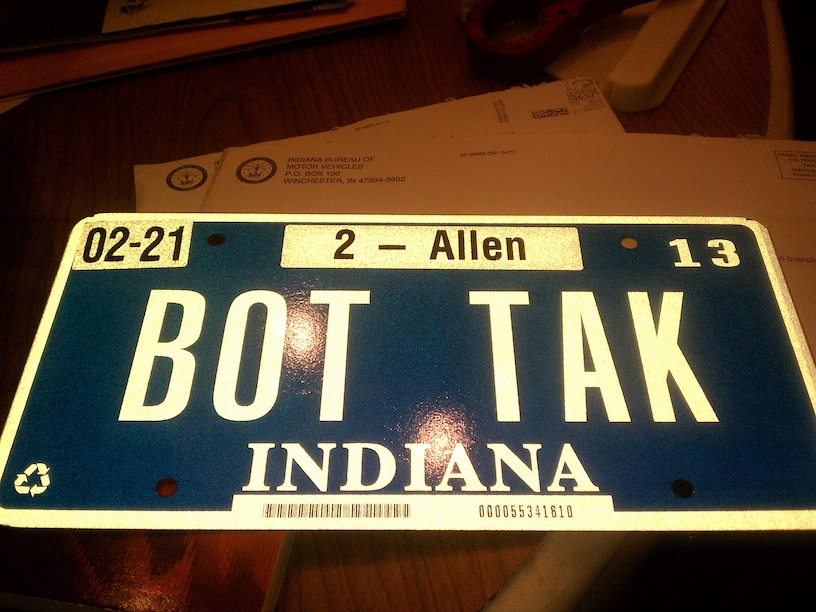 INDIANA BUREAU OF
MOTOR VEHICLES
P.O. BOX 100
WINCHESTER, IN 47394-9902
02-21
2 – Allen
13
BOT TAK
INDIANA
000055341610